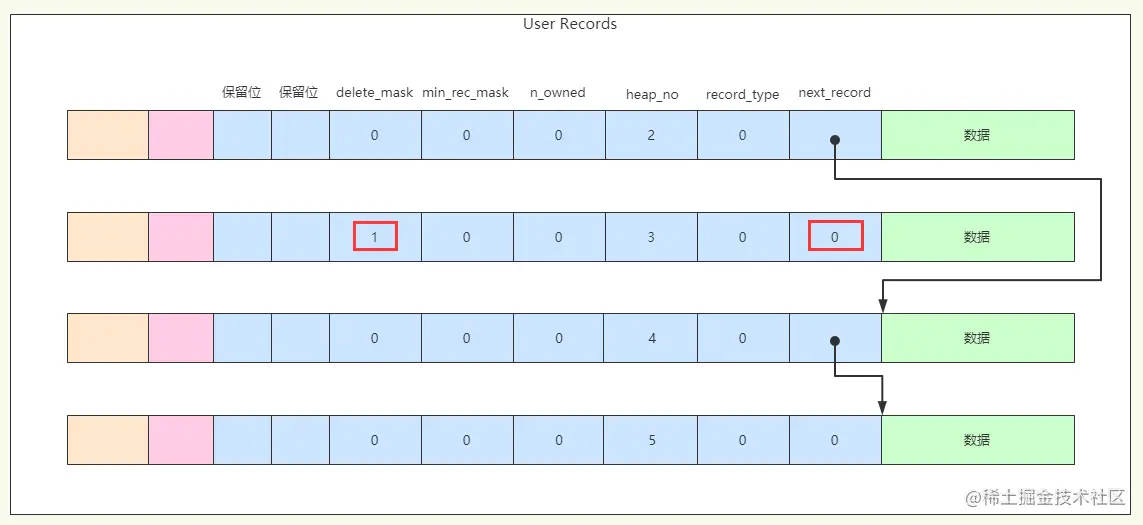 User Records
保留位 保留位 delete_mask min_rec_mask n_owned heap_no record_type next_record
0 0 0 2 0 数据
1 0 0 3 0 0 数据
0 0 0 4 0 数据
0 0 0 5 0 0 数据
@稀土掘金技术社区